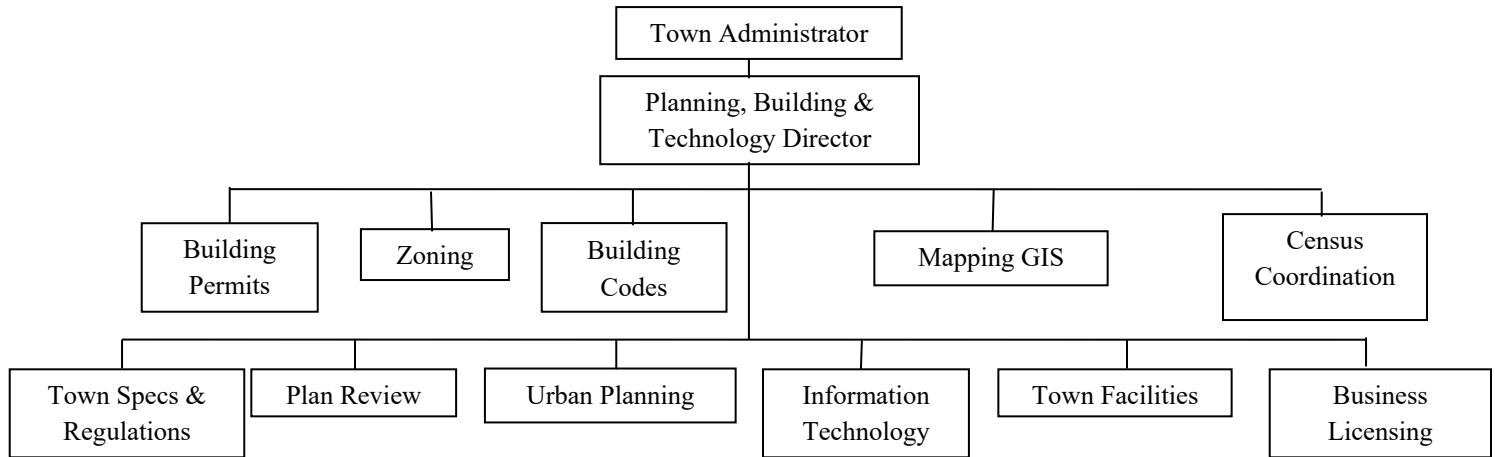 Town Administrator
Planning, Building &
Technology Director
Building
Permits
Zoning
Building
Codes
Mapping GIS
Census
Coordination
Town Specs &
Regulations
Plan Review
Urban Planning
Information
Technology
Town Facilities
Business
Licensing